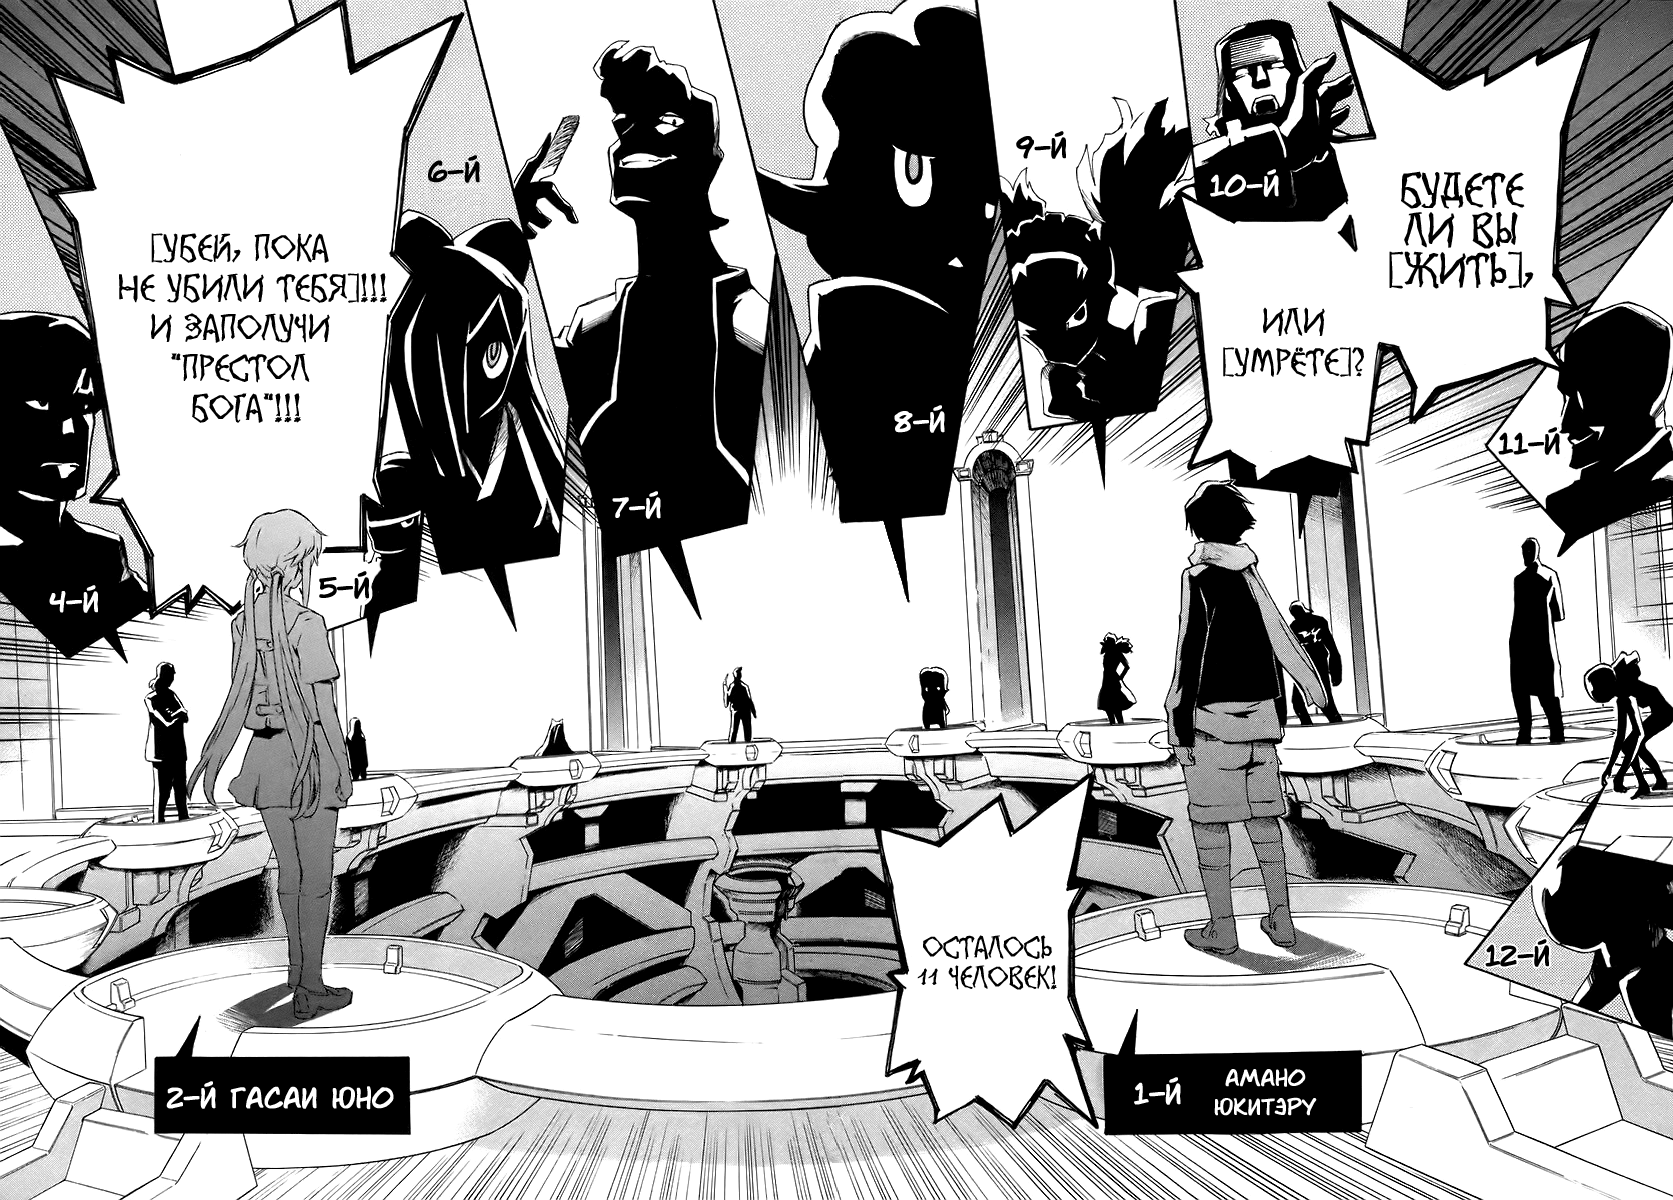 БУДЕТЕ
ЛИ ВЫ
[ЖИТЬ],
ИЛИ
[УМРЁТЕ]?
[УБЕЙ, ПОКА
НЕ УБИЛИ ТЕБЯ]!!!
И ЗАПОЛУЧИ
"ПРЕСТОЛ
БОГА"!!!
4-Й
5-Й
6-Й
7-Й
8-Й
9-Й
10-Й
11-Й
12-Й
ОСТАЛОСЬ
11 ЧЕЛОВЕК!
2-Й ГАСАИ ЮНО
1-Й
АМАНО
ЮКИТЭРУ